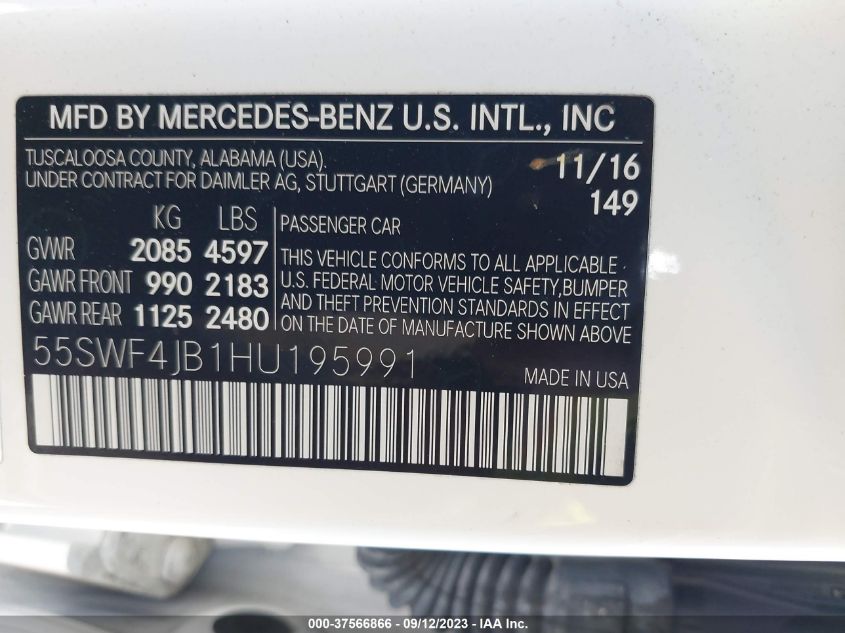 MFD BY MERCEDES-BENZ U.S. INTL., INC
TUSCALOOSA COUNTY, ALABAMA (USA).
UNDER CONTRACT FOR DAIMLER AG, STUTTGART (GERMANY)
11/16
149
KG LBS
GVWR 2085 4597
GAWR FRONT 990 2183
GAWR REAR 1125 2480
PASSENGER CAR
THIS VEHICLE CONFORMS TO ALL APPLICABLE
U.S. FEDERAL MOTOR VEHICLE SAFETY,BUMPER
AND THEFT PREVENTION STANDARDS IN EFFECT
ON THE DATE OF MANUFACTURE SHOWN ABOVE
55SWF4JB1HU195991
MADE IN USA
000-37566866 - 09/12/2023 - IAA Inc.